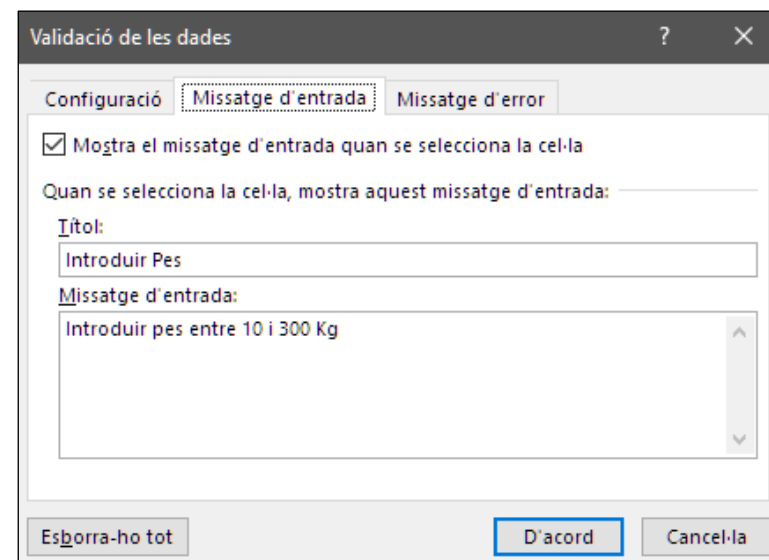 Validació de les dades
? ×
Configuració Missatge d'entrada Missatge d'error
Mostra el missatge d'entrada quan se selecciona la cel·la
Quan se selecciona la cel·la, mostra aquest missatge d'entrada:
Títol:
Introduir Pes
Missatge d'entrada:
Introduir pes entre 10 i 300 Kg
Esborra-ho tot D'acord Cancel·la